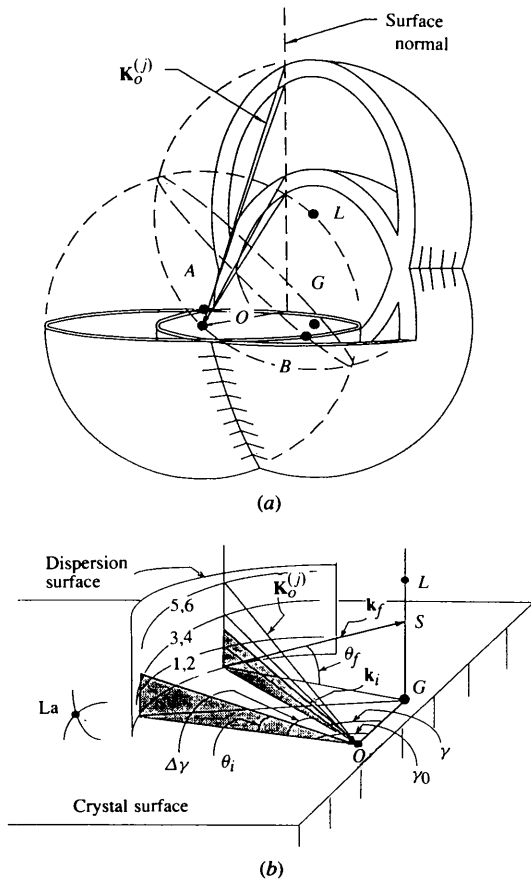 Surface
normal
K_o^(j)
L
A
G
O
B
(a)
Dispersion
surface
K_o^(j)
L
5,6
k_f
S
3,4
θ_f
1,2
k_i
La
G
O
γ
Δγ
θ_i
γ_0
Crystal surface
(b)